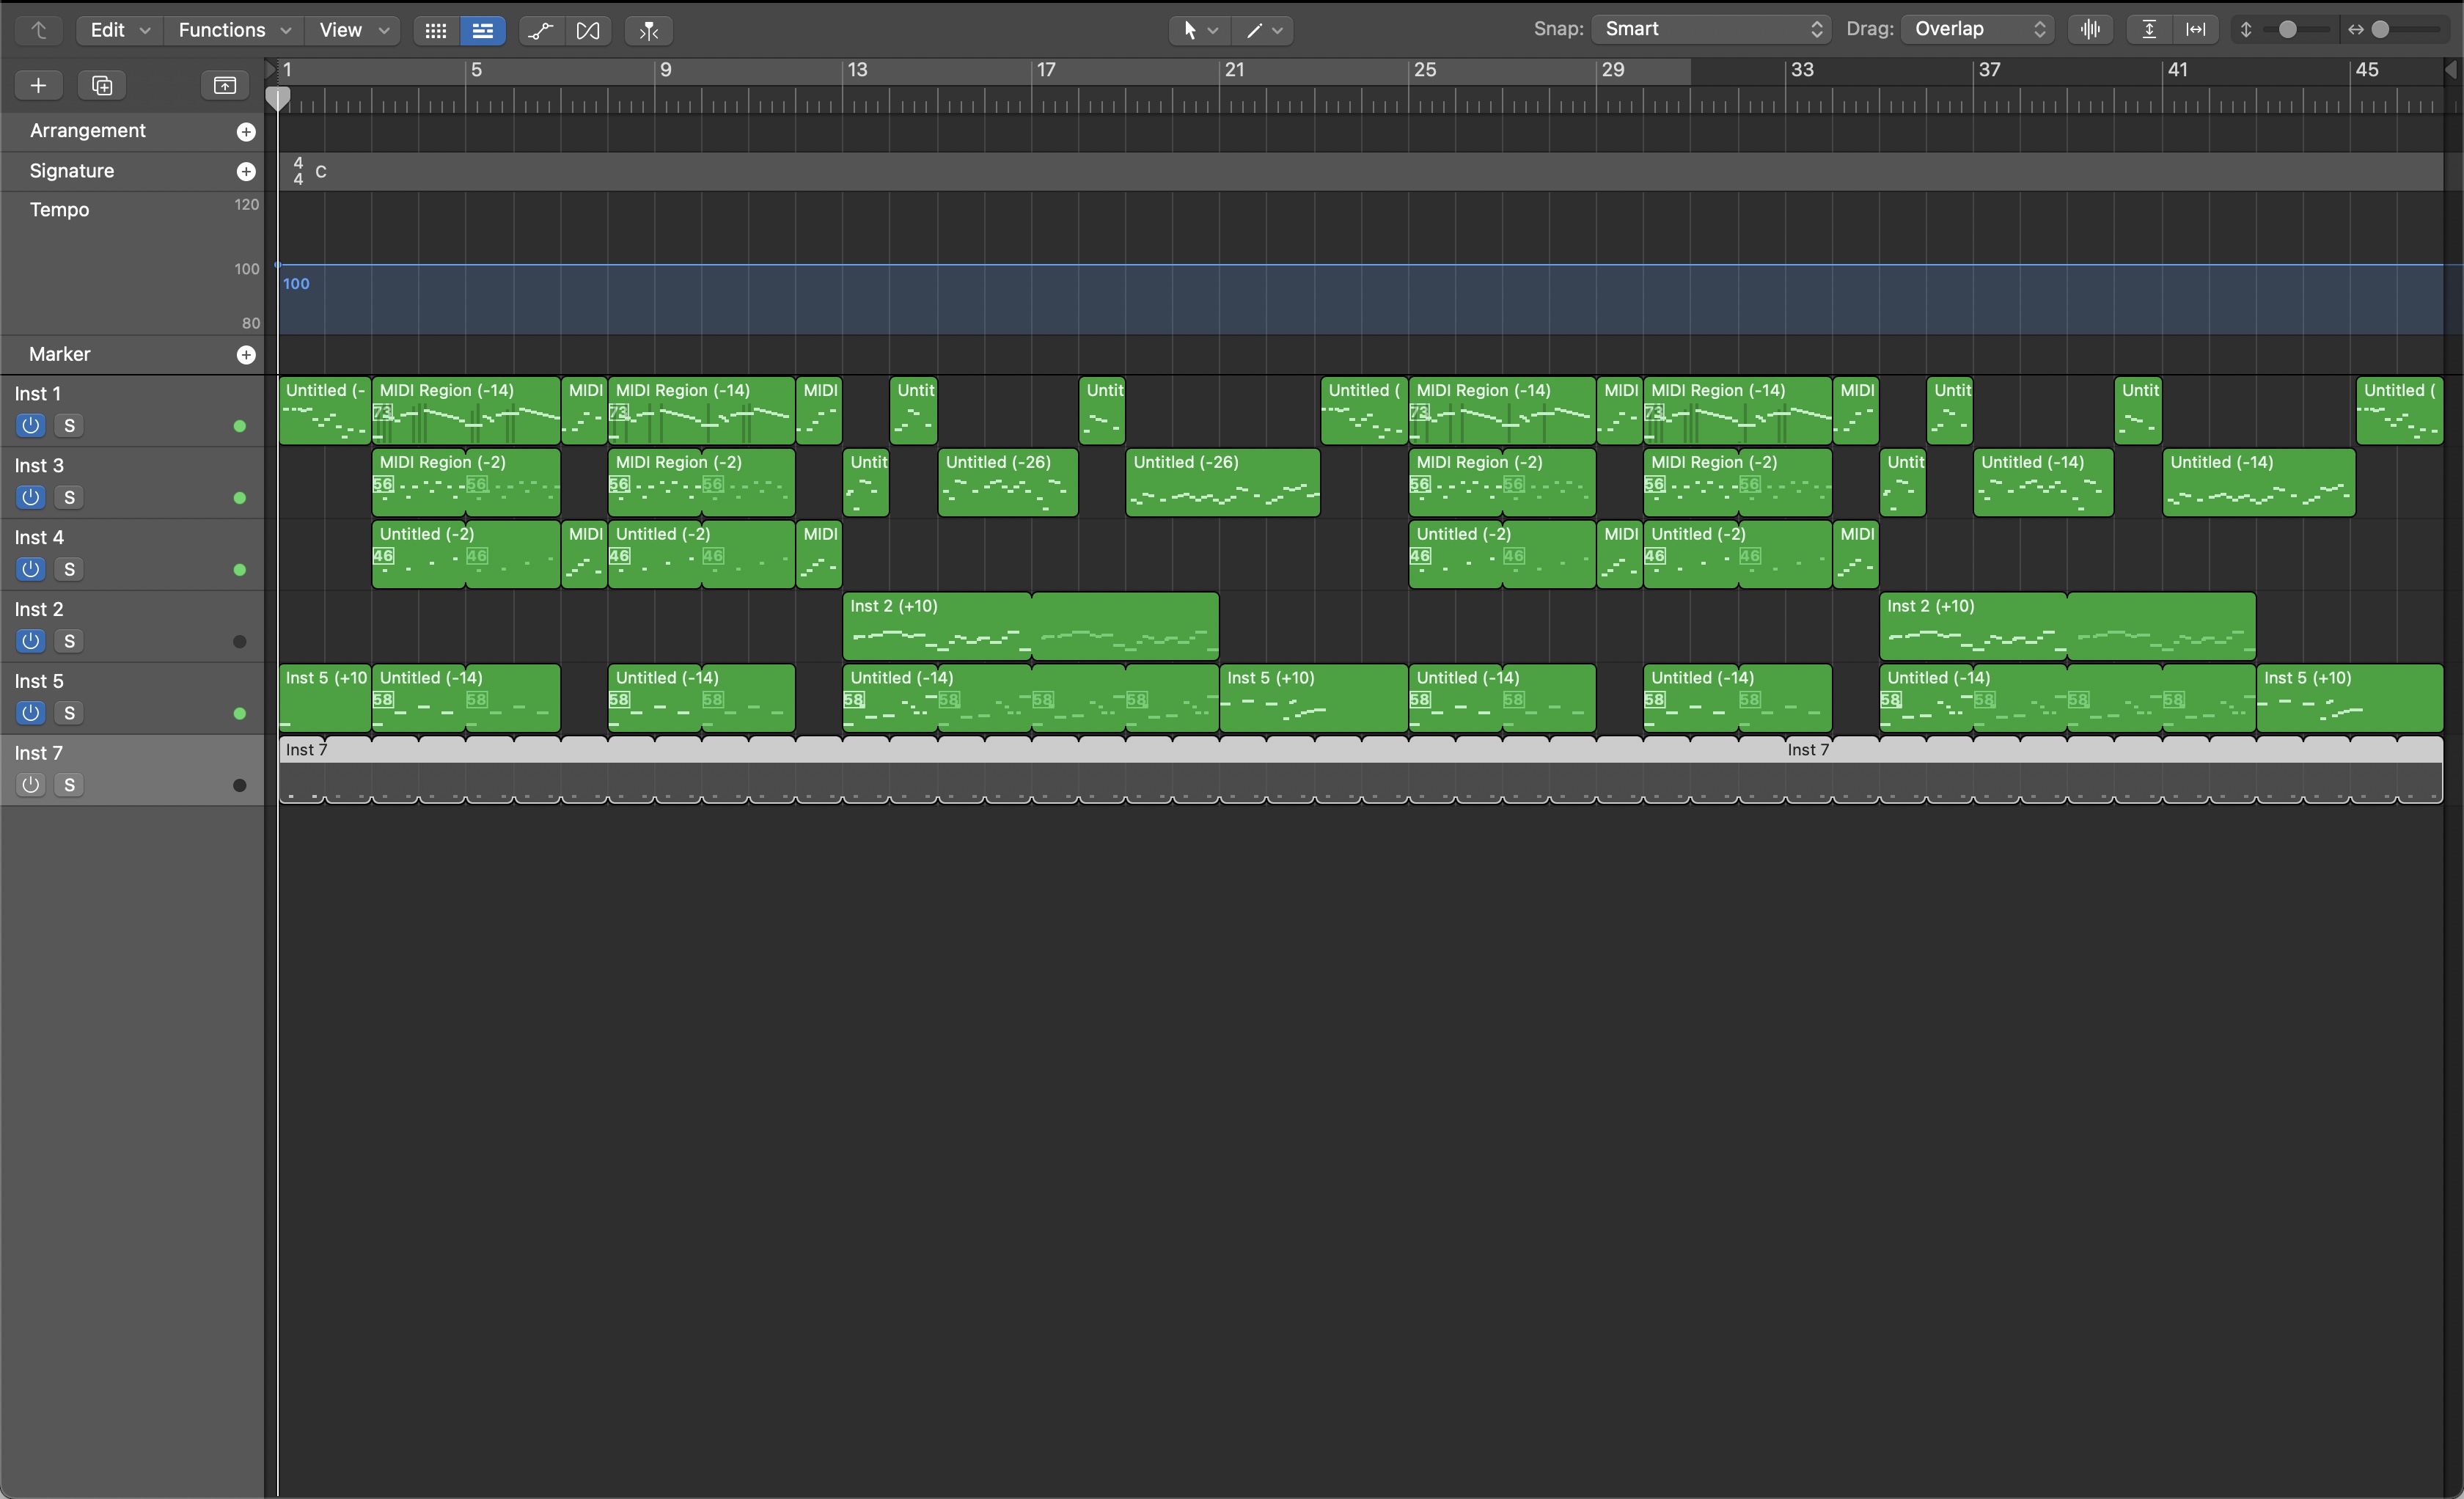 Edit Functions View Snap: Smart Drag: Overlap
1 5 9 13 17 21 25 29 33 37 41 45
Arrangement
Signature 4 4 C
Tempo 120
100
100
80
Marker
Inst 1 Untitled (- MIDI Region (-14) MIDI MIDI Region (-14) MIDI Untit Untit Untitled ( MIDI Region (-14) MIDI MIDI Region (-14) MIDI Untit Untit Untitled (
73 73 73 73
S
Inst 3 MIDI Region (-2) MIDI Region (-2) Untit Untitled (-26) Untitled (-26) MIDI Region (-2) MIDI Region (-2) Untit Untitled (-14) Untitled (-14)
56 56 56 56 56 56 56 56
S
Inst 4 Untitled (-2) MIDI Untitled (-2) MIDI Untitled (-2) MIDI Untitled (-2) MIDI
46 46 46 46 46 46 46 46
S
Inst 2 Inst 2 (+10) Inst 2 (+10)
S
Inst 5 Inst 5 (+10 Untitled (-14) Untitled (-14) Untitled (-14) Inst 5 (+10) Untitled (-14) Untitled (-14) Untitled (-14) Inst 5 (+10)
58 58 58 58 58 58 58 58 58 58 58 58 58 58 58 58
S
Inst 7 Inst 7 Inst 7
S